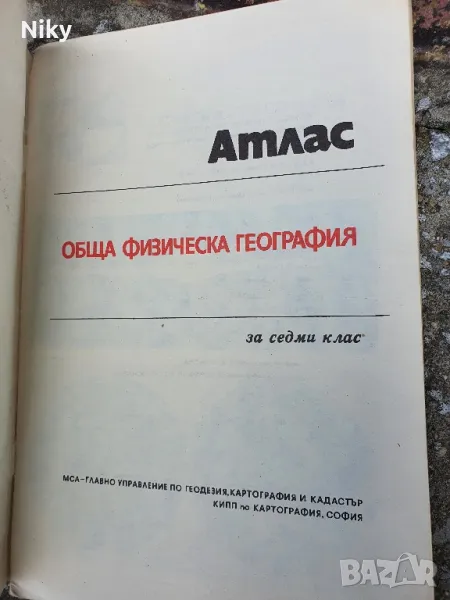 Niky
Атлас
ОБЩА ФИЗИЧЕСКА ГЕОГРАФИЯ
за седми клас
МСА–ГЛАВНО УПРАВЛЕНИЕ ПО ГЕОДЕЗИЯ, КАРТОГРАФИЯ И КАДАСТЪР
КИПП по КАРТОГРАФИЯ, СОФИЯ
BAZAR